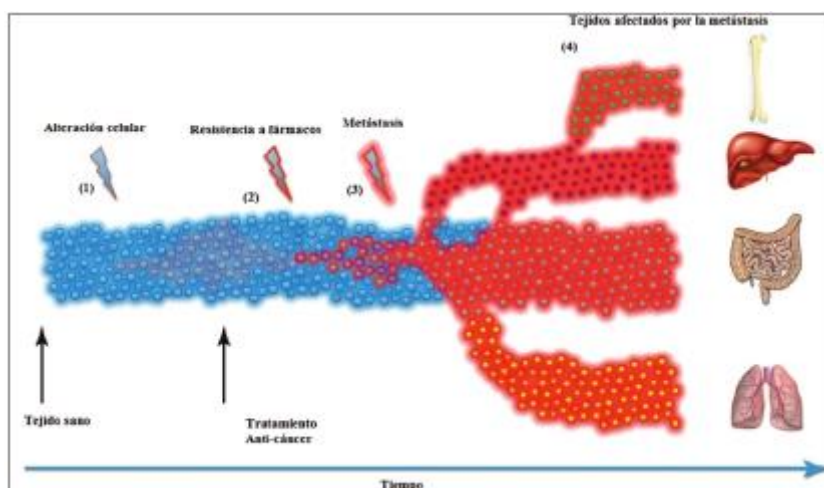 Tejidos afectados por la metástasis
(4)
Alteración celular
Resistencia a fármacos
Metástasis
(1)
(2)
(3)
Tejido sano
Tratamiento
Anti-cáncer
Tiempo